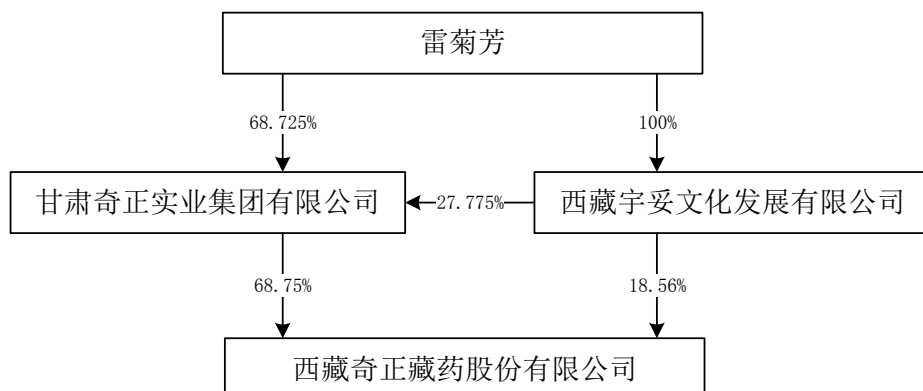 雷菊芳
68.725%
100%
甘肃奇正实业集团有限公司
27.775%
西藏宇妥文化发展有限公司
68.75%
18.56%
西藏奇正藏药股份有限公司